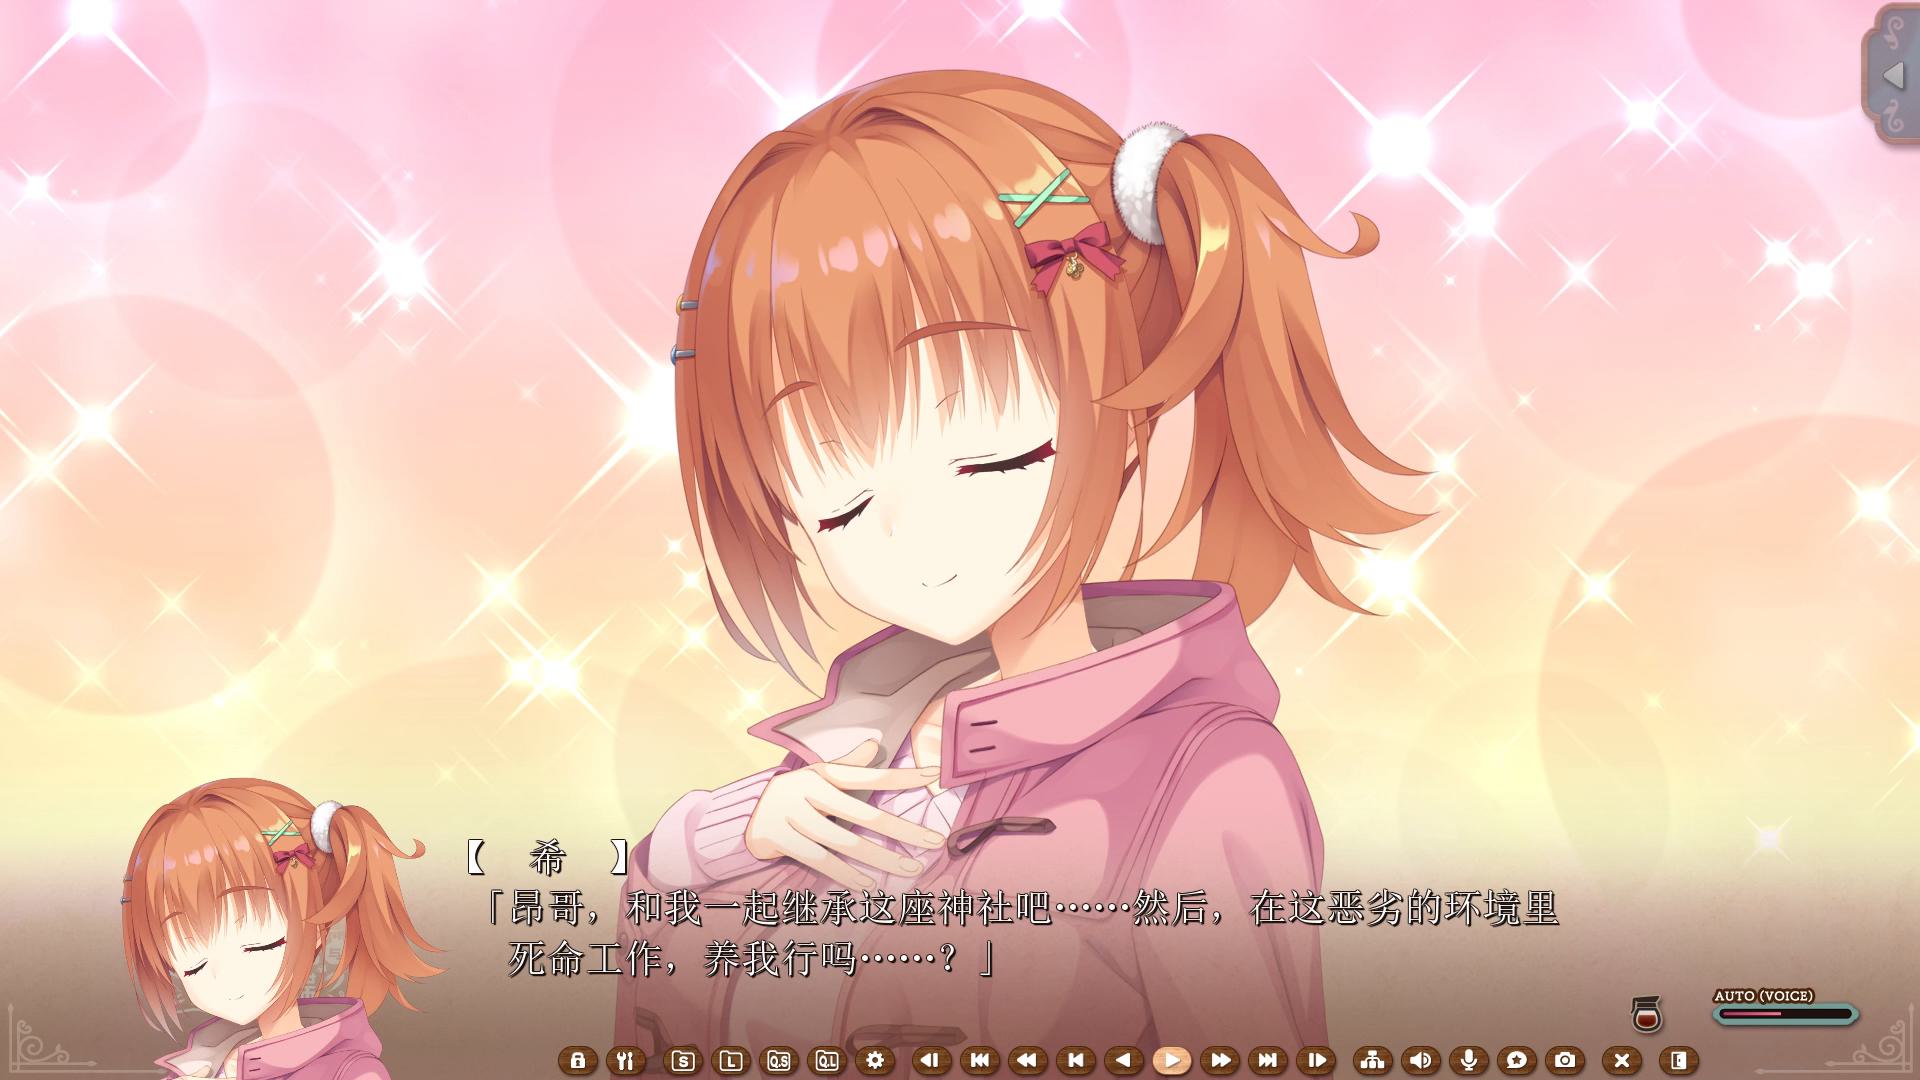 【 希 】
「昂哥，和我一起继承这座神社吧……然后，在这恶劣的环境里
死命工作，养我行吗……？」
AUTO (VOICE)
S L Q.S Q.L